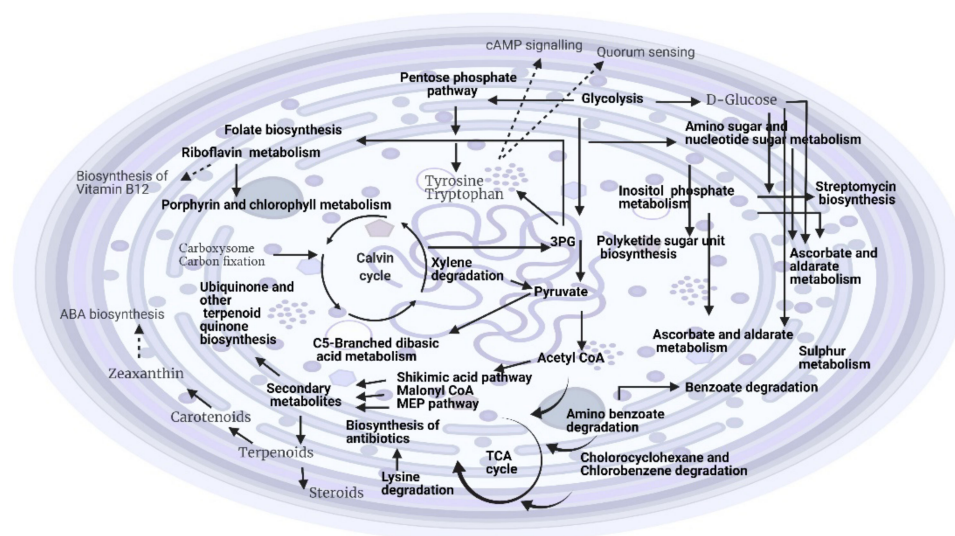 cAMP signalling
Quorum sensing
Pentose phosphate
pathway
Glycolysis
D-Glucose
Folate biosynthesis
Amino sugar and
nucleotide sugar metabolism
Riboflavin metabolism
Biosynthesis of
Vitamin B12
Tyrosine
Tryptophan
Inositol phosphate
metabolism
Streptomycin
biosynthesis
Porphyrin and chlorophyll metabolism
Carboxysome
Carbon fixation
Calvin
cycle
3PG
Polyketide sugar unit
biosynthesis
Ascorbate and
aldarate
metabolism
Xylene
degradation
Pyruvate
Ubiquinone and
other
terpenoid
quinone
biosynthesis
ABA biosynthesis
C5-Branched dibasic
acid metabolism
Ascorbate and aldarate
metabolism
Sulphur
metabolism
Acetyl CoA
Zeaxanthin
Shikimic acid pathway
Malonyl CoA
MEP pathway
Secondary
metabolites
Benzoate degradation
Carotenoids
Biosynthesis of
antibiotics
Amino benzoate
degradation
Terpenoids
TCA
cycle
Cholorocyclohexane and
Chlorobenzene degradation
Lysine
degradation
Steroids